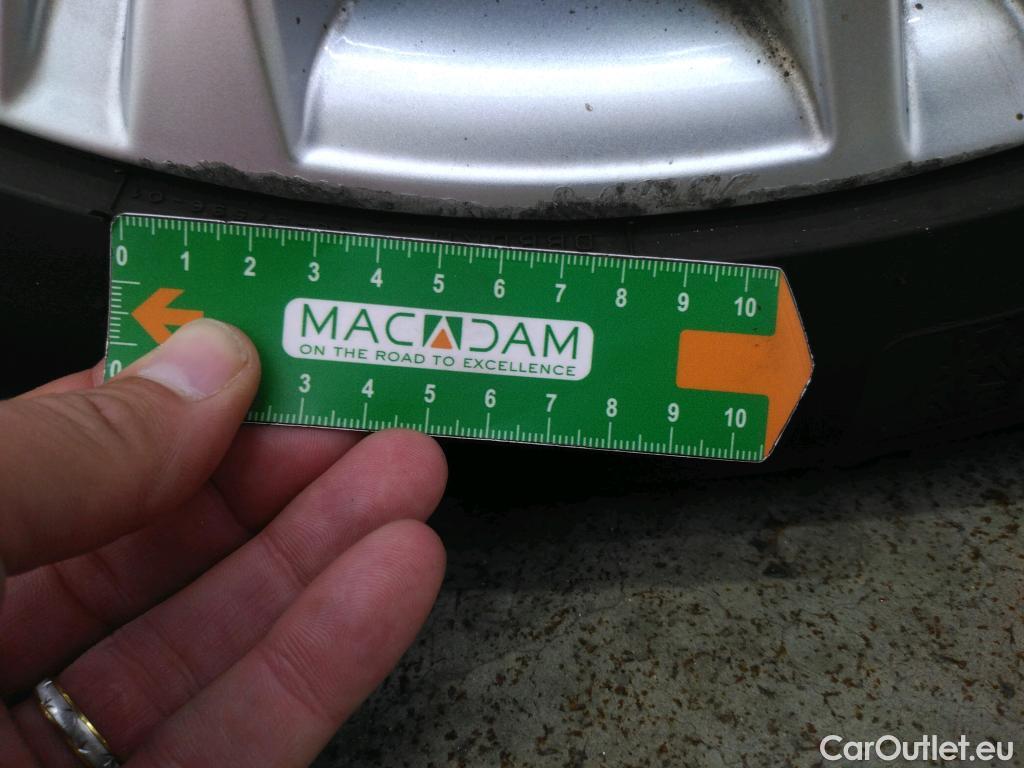 0 1 2 3 4 5 6 7 8 9 10
MACADAM
ON THE ROAD TO EXCELLENCE
0 3 4 5 6 7 8 9 10
CarOutlet.eu